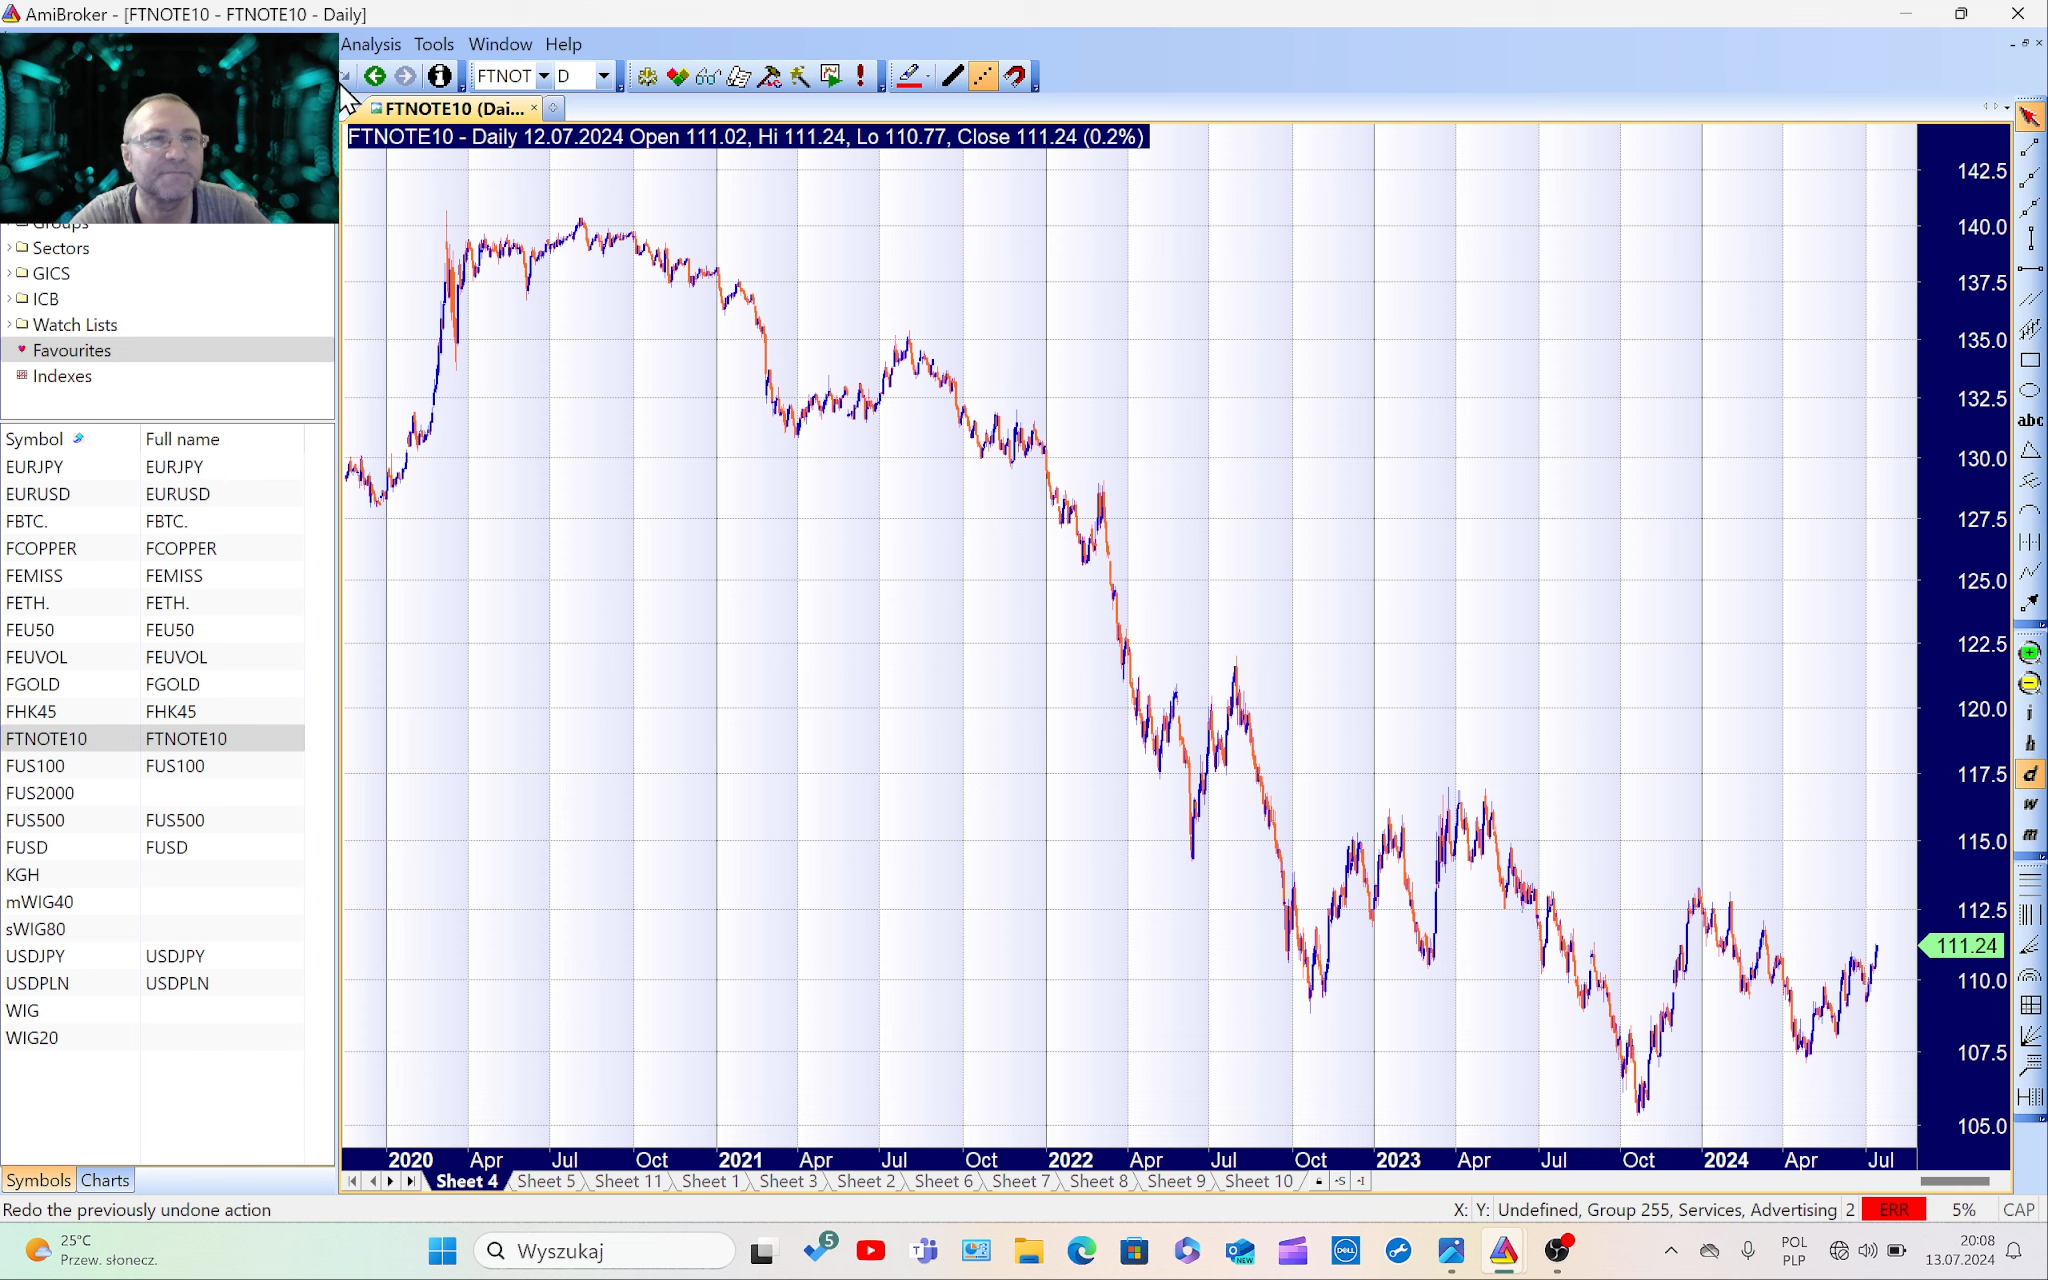 AmiBroker - [FTNOTE10 - FTNOTE10 - Daily]
Analysis Tools Window Help
FTNOT D
FTNOTE10 (Dai...
FTNOTE10 - Daily 12.07.2024 Open 111.02, Hi 111.24, Lo 110.77, Close 111.24 (0.2%)
Groups
Sectors
GICS
ICB
Watch Lists
Favourites
Indexes
Symbol Full name
EURJPY EURJPY
EURUSD EURUSD
FBTC. FBTC.
FCOPPER FCOPPER
FEMISS FEMISS
FETH. FETH.
FEU50 FEU50
FEUVOL FEUVOL
FGOLD FGOLD
FHK45 FHK45
FTNOTE10 FTNOTE10
FUS100 FUS100
FUS2000
FUS500 FUS500
FUSD FUSD
KGH
mWIG40
sWIG80
USDJPY USDJPY
USDPLN USDPLN
WIG
WIG20
Symbols Charts
142.5
140.0
137.5
135.0
132.5
130.0
127.5
125.0
122.5
120.0
117.5
115.0
112.5
111.24
110.0
107.5
105.0
abc
i
h
d
w
m
2020 Apr Jul Oct 2021 Apr Jul Oct 2022 Apr Jul Oct 2023 Apr Jul Oct 2024 Apr Jul
Sheet 4 Sheet 5 Sheet 11 Sheet 1 Sheet 3 Sheet 2 Sheet 6 Sheet 7 Sheet 8 Sheet 9 Sheet 10
Redo the previously undone action
X: Y: Undefined, Group 255, Services, Advertising 2 ERR 5% CAP
25°C
Przew. słonecz.
Wyszukaj
5
NEW
DELL
POL
PLP
20:08
13.07.2024